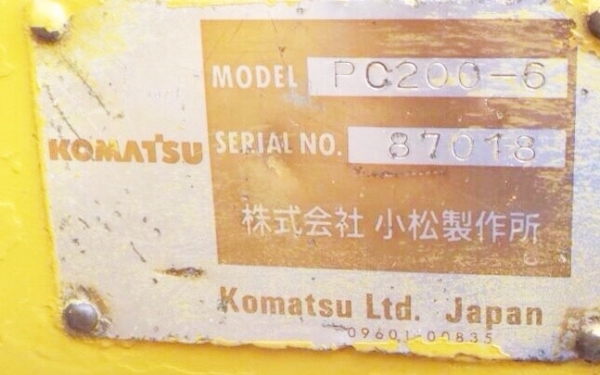 MODEL PC200-6
KOMATSU
SERIAL NO. 87018
株式会社 小松製作所
Komatsu Ltd. Japan
09601-00835